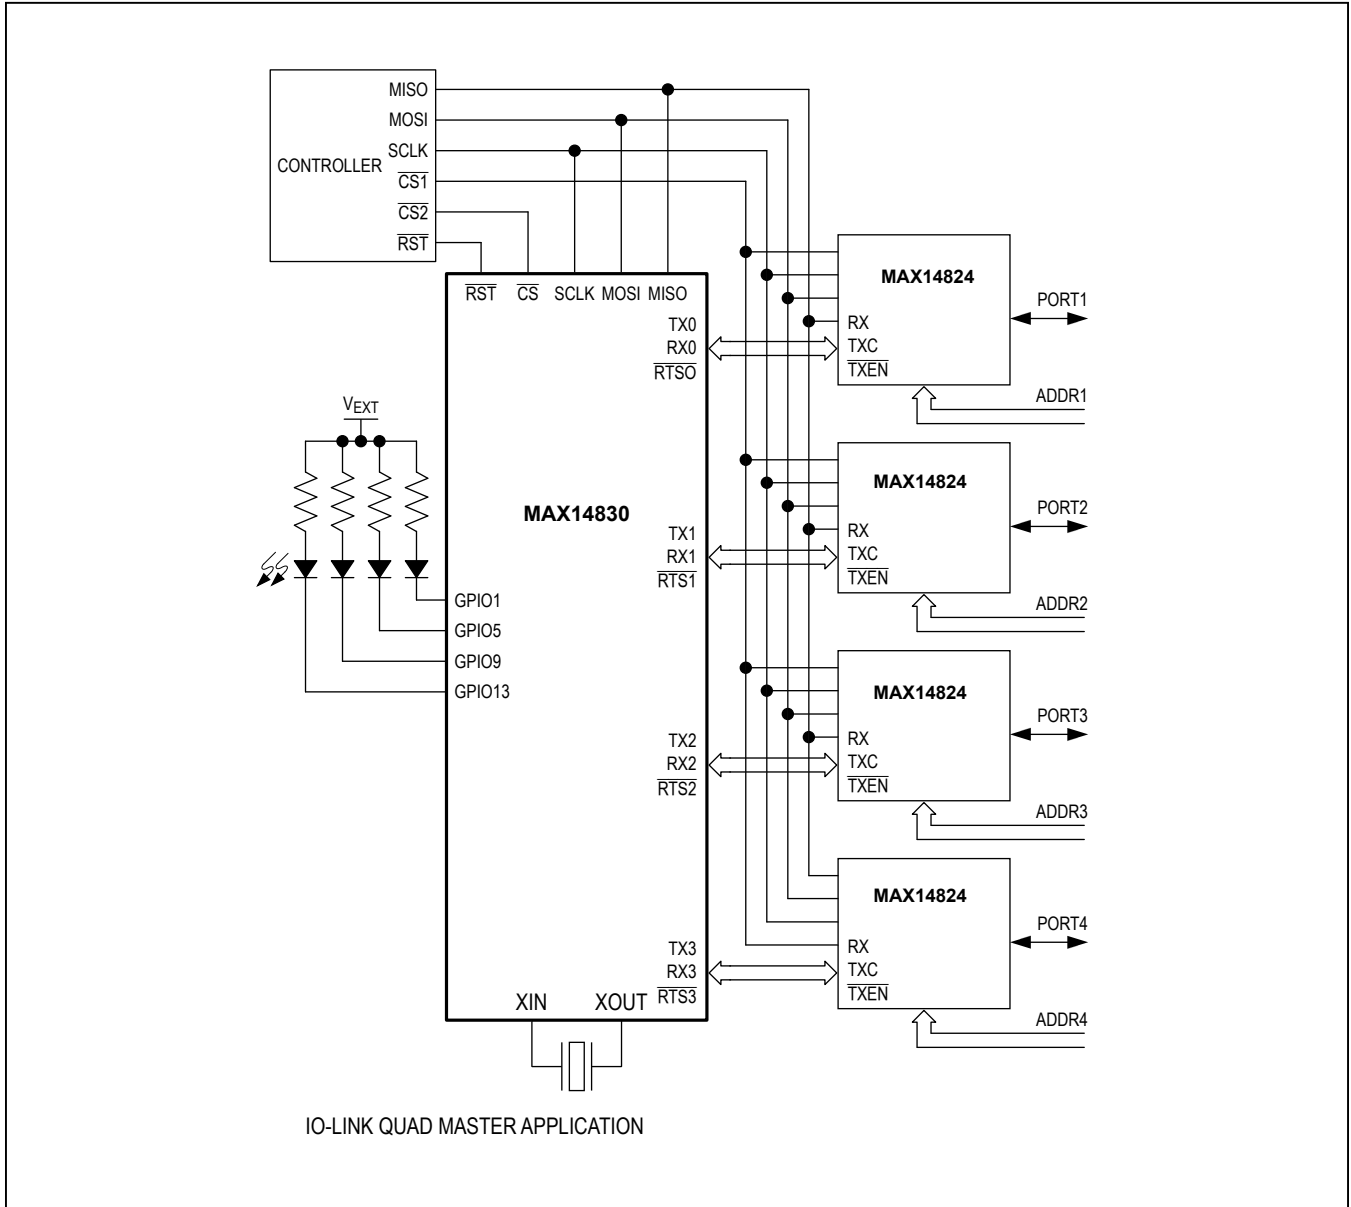 MISO
MOSI
SCLK
CONTROLLER
CS1
CS2
RST
RST CS SCLK MOSI MISO
MAX14830
TX0
RX0
RTSO
TX1
RX1
RTS1
TX2
RX2
RTS2
TX3
RX3
RTS3
VEXT
GPIO1
GPIO5
GPIO9
GPIO13
XIN XOUT
MAX14824
RX
TXC
TXEN
PORT1
ADDR1
MAX14824
RX
TXC
TXEN
PORT2
ADDR2
MAX14824
RX
TXC
TXEN
PORT3
ADDR3
MAX14824
RX
TXC
TXEN
PORT4
ADDR4
IO-LINK QUAD MASTER APPLICATION